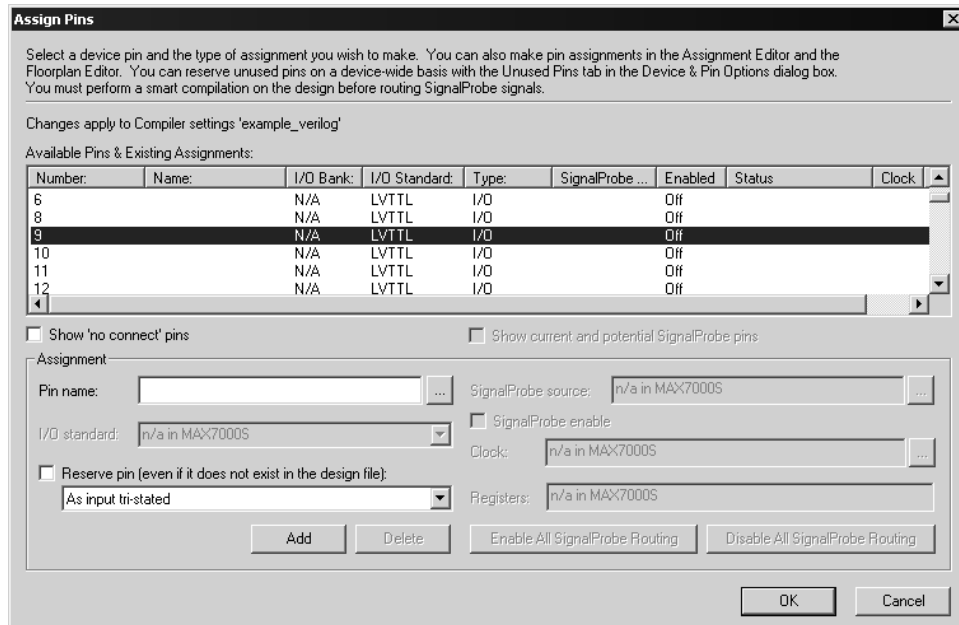 Assign Pins
Select a device pin and the type of assignment you wish to make. You can also make pin assignments in the Assignment Editor and the
Floorplan Editor. You can reserve unused pins on a device-wide basis with the Unused Pins tab in the Device & Pin Options dialog box.
You must perform a smart compilation on the design before routing SignalProbe signals.
Changes apply to Compiler settings 'example_verilog'
Available Pins & Existing Assignments:
Number: Name: I/O Bank: I/O Standard: Type: SignalProbe ... Enabled Status Clock
6 N/A LVTTL I/O Off
8 N/A LVTTL I/O Off
9 N/A LVTTL I/O Off
10 N/A LVTTL I/O Off
11 N/A LVTTL I/O Off
12 N/A LVTTL I/O Off
Show 'no connect' pins Show current and potential SignalProbe pins
Assignment
Pin name: ... SignalProbe source: n/a in MAX7000S ...
SignalProbe enable
I/O standard: n/a in MAX7000S
Clock: n/a in MAX7000S ...
Reserve pin (even if it does not exist in the design file):
As input tri-stated Registers: n/a in MAX7000S
Add Delete Enable All SignalProbe Routing Disable All SignalProbe Routing
OK Cancel